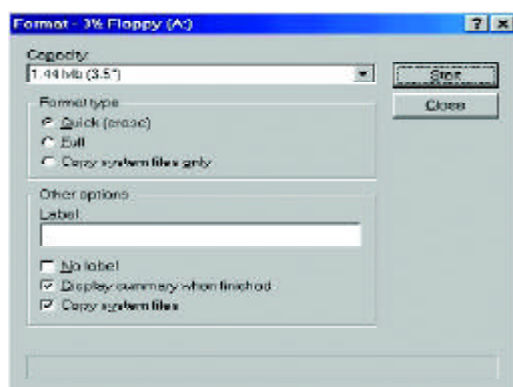 Format - 3½ Floppy (A:)
Capacity:
1.44 Mb (3.5")
Start
Close
Format type
Quick (erase)
Full
Copy system files only
Other options
Label:
No label
Display summary when finished
Copy system files